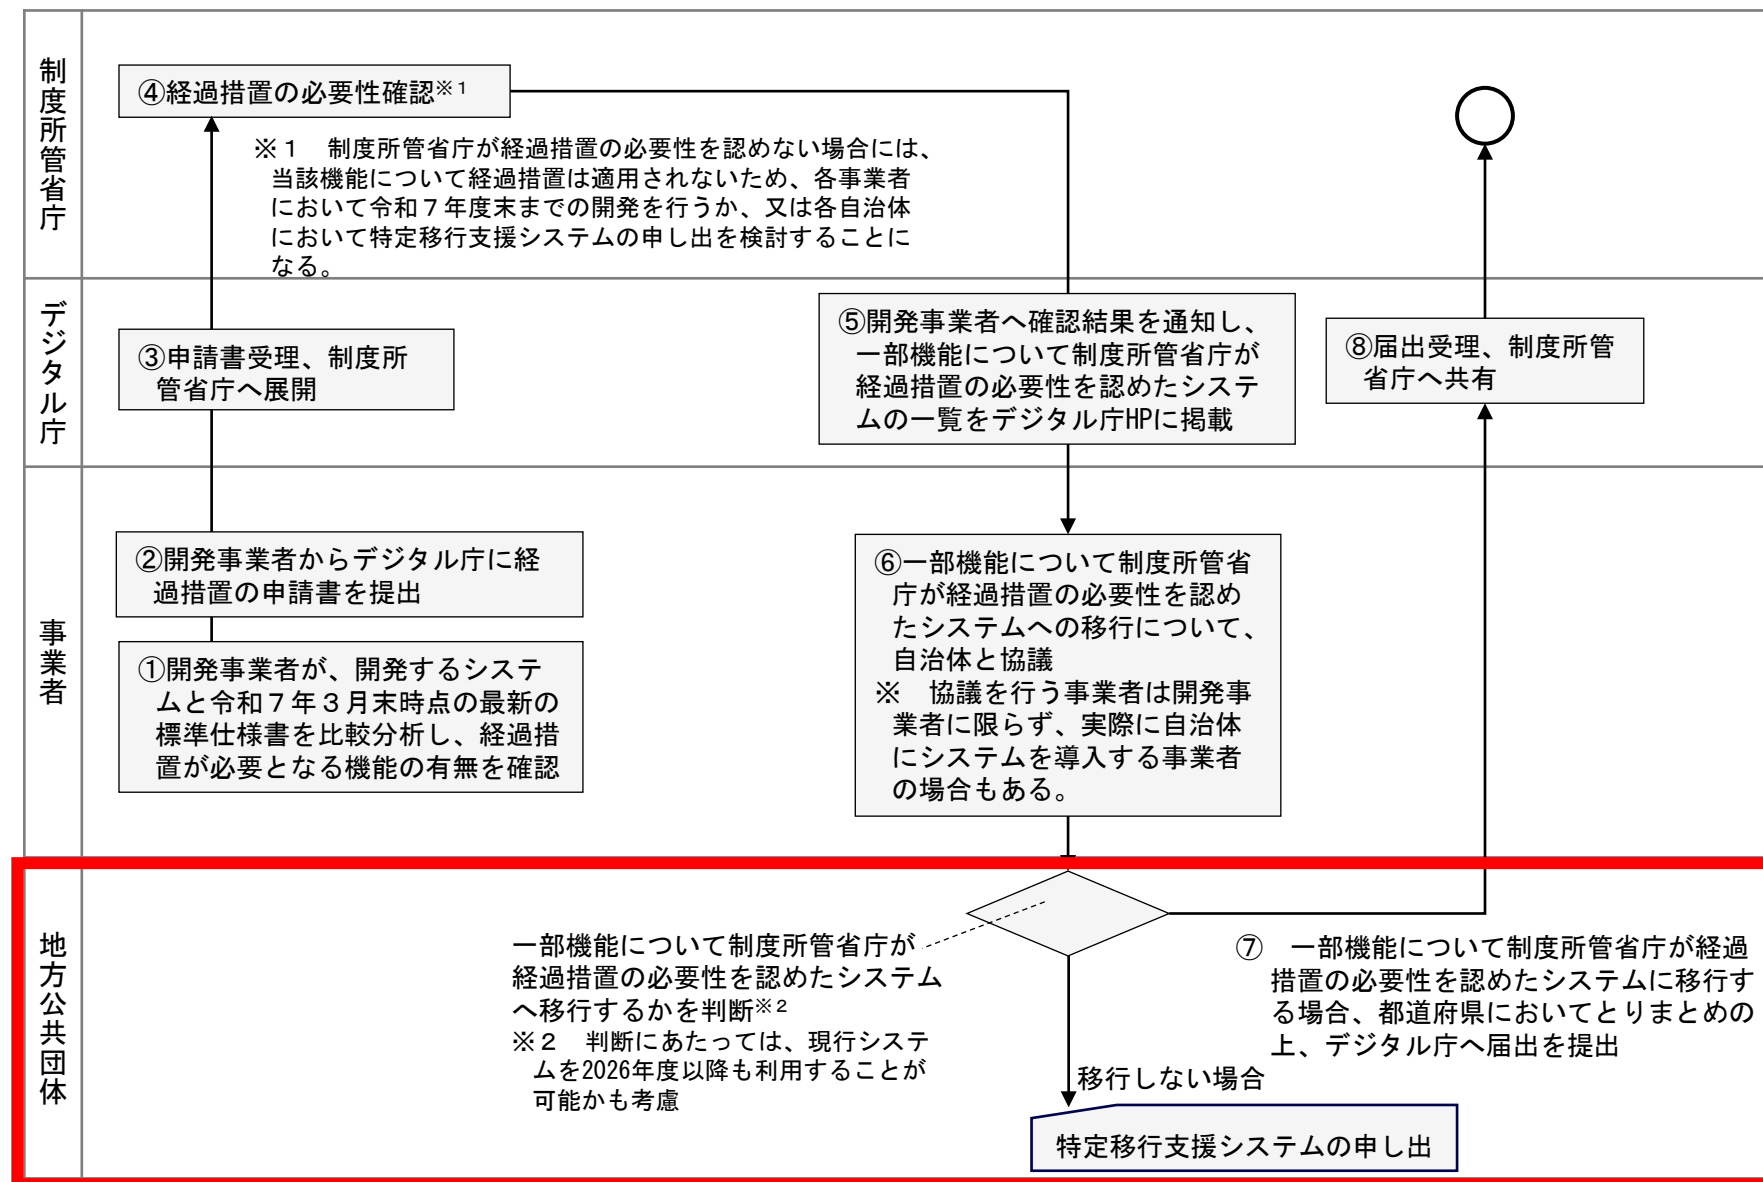 制度所管省庁
④経過措置の必要性確認※1
※１　制度所管省庁が経過措置の必要性を認めない場合には、
当該機能について経過措置は適用されないため、各事業者
において令和７年度末までの開発を行うか、又は各自治体
において特定移行支援システムの申し出を検討することに
なる。
デジタル庁
③申請書受理、制度所
管省庁へ展開
⑤開発事業者へ確認結果を通知し、
一部機能について制度所管省庁が
経過措置の必要性を認めたシステ
ムの一覧をデジタル庁HPに掲載
⑧届出受理、制度所管
省庁へ共有
事業者
②開発事業者からデジタル庁に経
過措置の申請書を提出
①開発事業者が、開発するシステ
ムと令和７年３月末時点の最新の
標準仕様書を比較分析し、経過措
置が必要となる機能の有無を確認
⑥一部機能について制度所管省
庁が経過措置の必要性を認め
たシステムへの移行について、
自治体と協議
※　協議を行う事業者は開発事
業者に限らず、実際に自治体
にシステムを導入する事業者
の場合もある。
地方公共団体
一部機能について制度所管省庁が
経過措置の必要性を認めたシステム
へ移行するかを判断※2
※２　判断にあたっては、現行システ
ムを2026年度以降も利用することが
可能かも考慮
⑦　一部機能について制度所管省庁が経過
措置の必要性を認めたシステムに移行す
る場合、都道府県においてとりまとめの
上、デジタル庁へ届出を提出
移行しない場合
特定移行支援システムの申し出